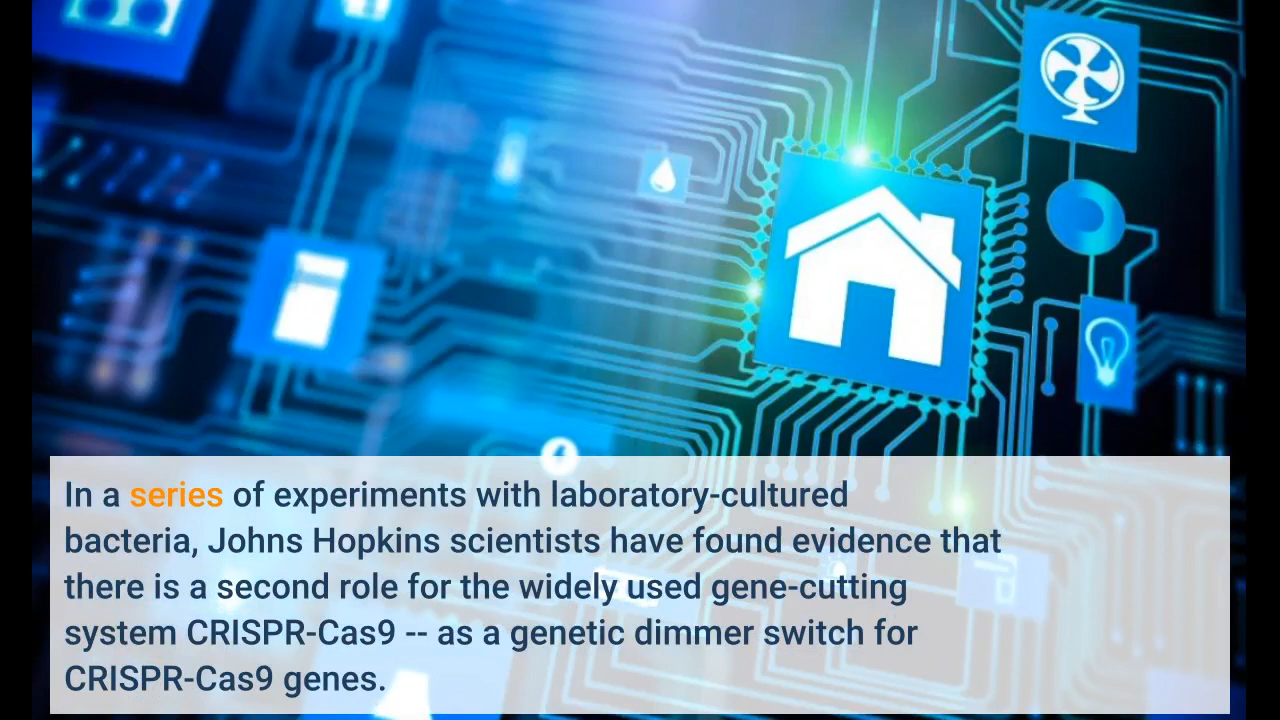 In a series of experiments with laboratory-cultured
bacteria, Johns Hopkins scientists have found evidence that
there is a second role for the widely used gene-cutting
system CRISPR-Cas9 -- as a genetic dimmer switch for
CRISPR-Cas9 genes.